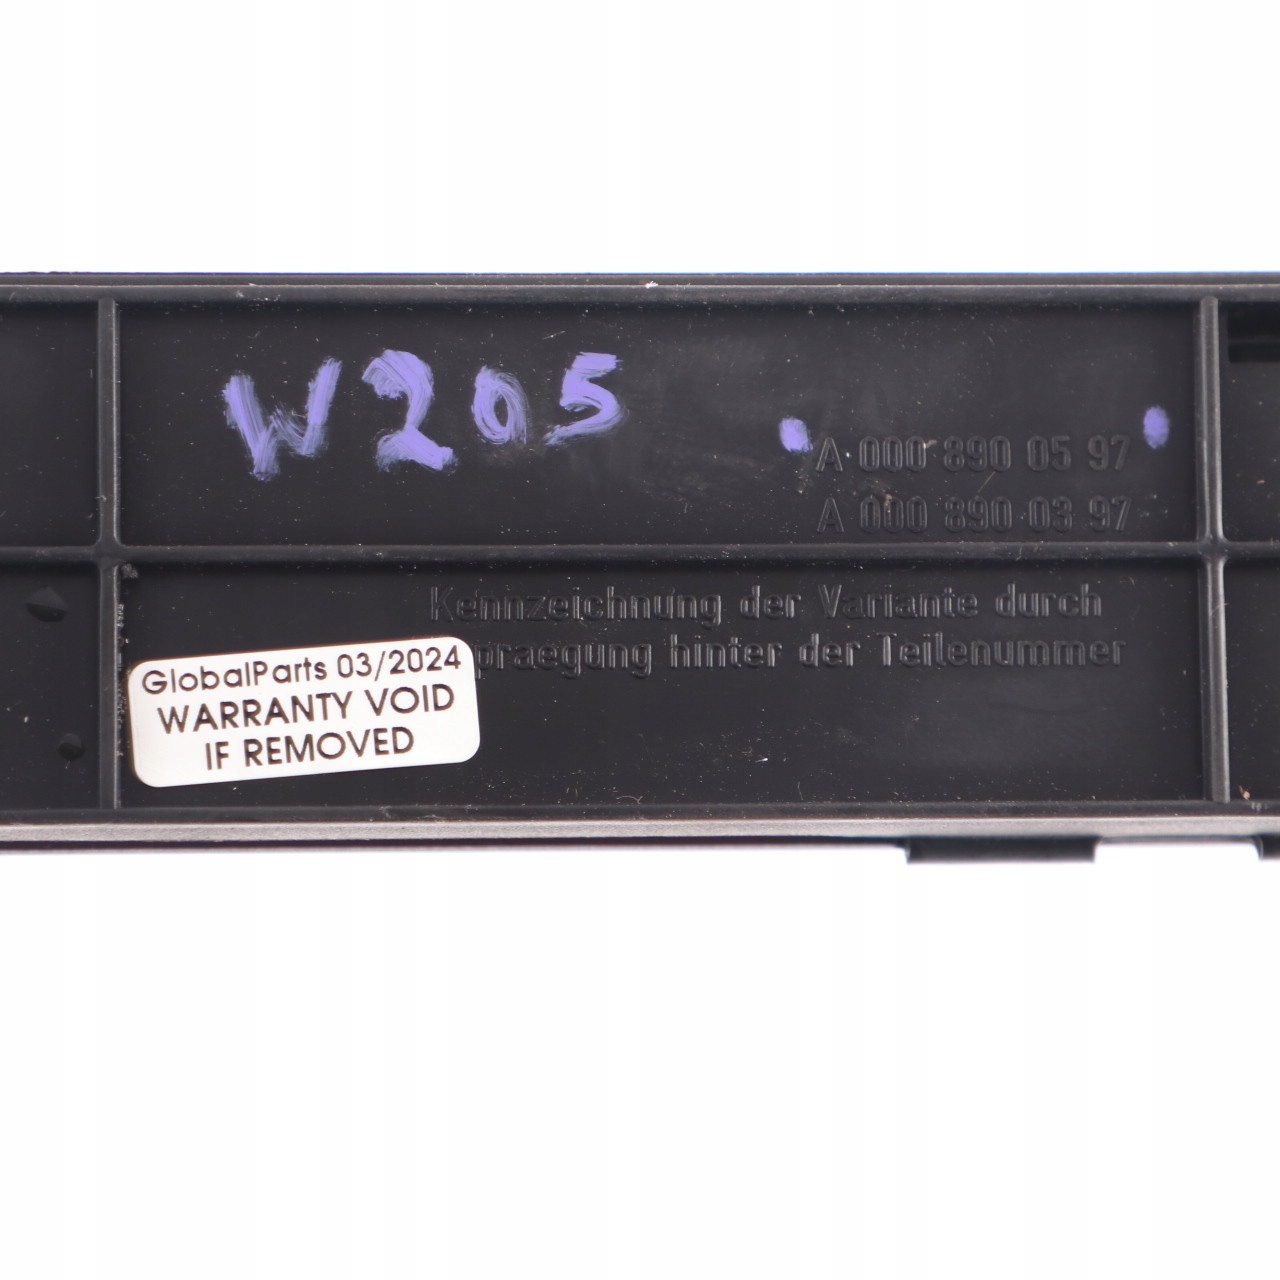 W205
A 000 890 05 97
A 000 890 03 97
Kennzeichnung der Variante durch
hinter der Teilenummer
GlobalParts 03/2024
WARRANTY VOID
IF REMOVED